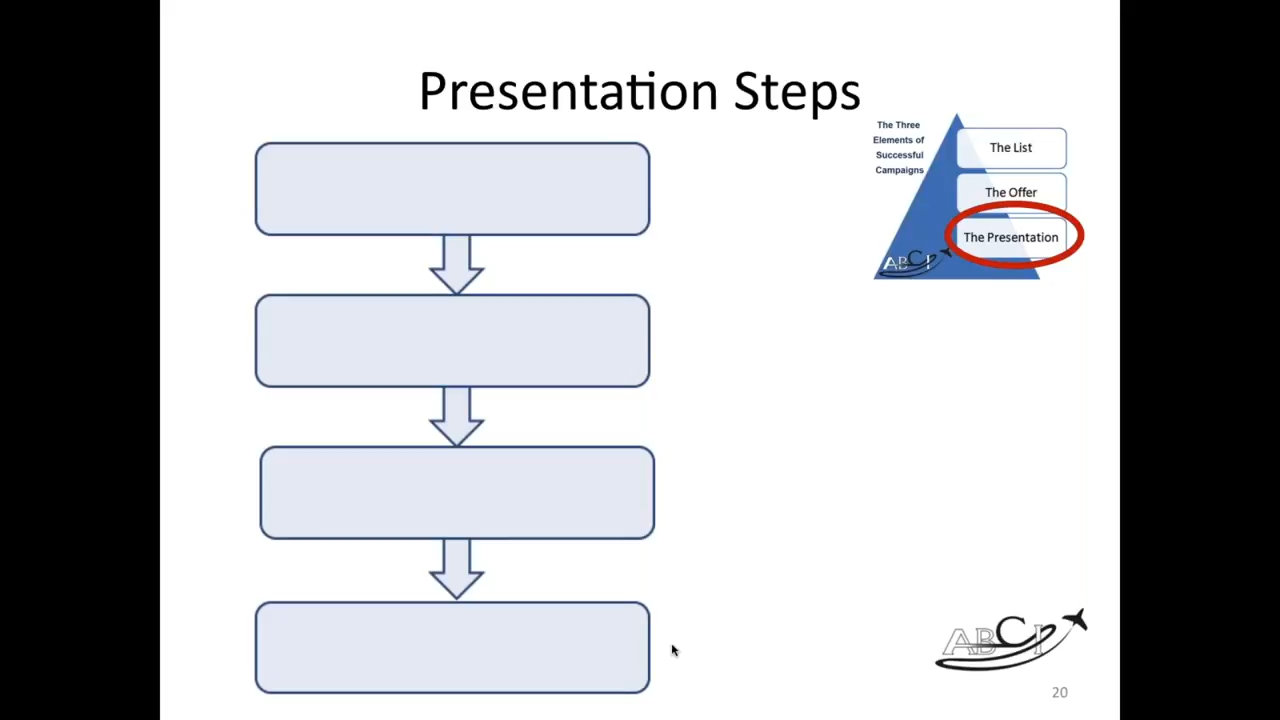 Presentation Steps
The Three
Elements of
Successful
Campaigns
The List
The Offer
The Presentation
ABCI
ABCI
20